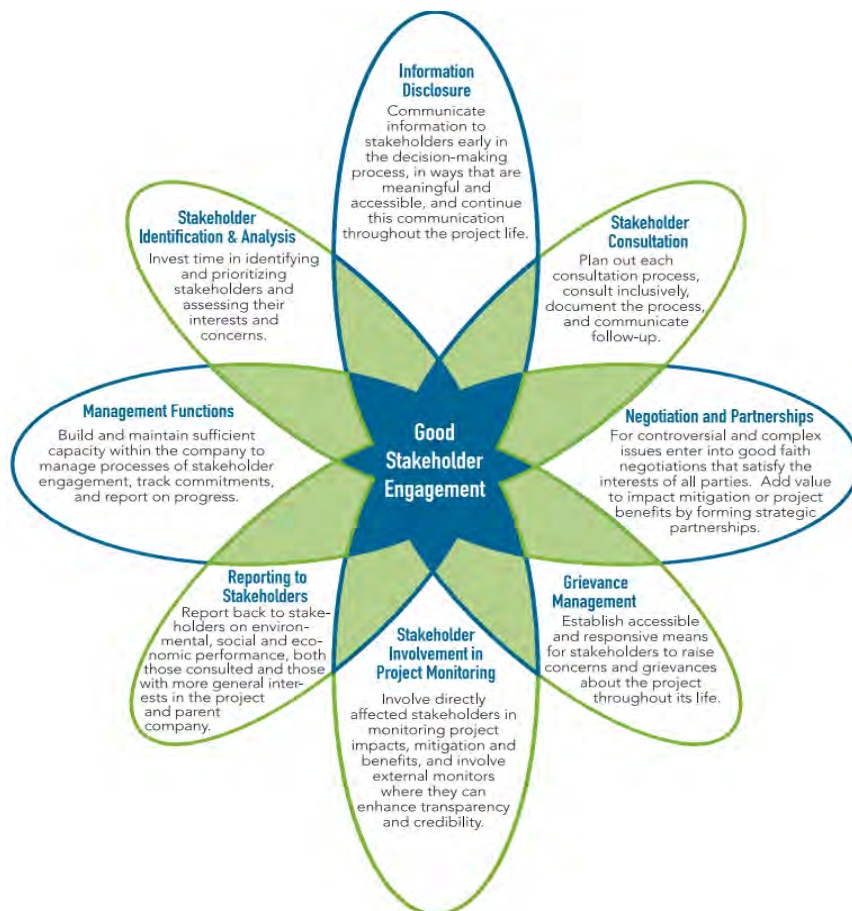 Information
Disclosure
Communicate
information to
stakeholders early in
the decision-making
process, in ways that are
meaningful and
accessible, and continue
this communication
throughout the project life.
Stakeholder
Identification & Analysis
Invest time in identifying
and prioritizing
stakeholders and
assessing their
interests and
concerns.
Stakeholder
Consultation
Plan out each
consultation process,
consult inclusively,
document the process,
and communicate
follow-up.
Management Functions
Build and maintain sufficient
capacity within the company to
manage processes of stakeholder
engagement, track commitments,
and report on progress.
Good
Stakeholder
Engagement
Negotiation and Partnerships
For controversial and complex
issues enter into good faith
negotiations that satisfy the
interests of all parties. Add value
to impact mitigation or project
benefits by forming strategic
partnerships.
Reporting to
Stakeholders
Report back to stake-
holders on environ-
mental, social and eco-
nomic performance, both
those consulted and those
with more general inter-
ests in the project
and parent
company.
Stakeholder
Involvement in
Project Monitoring
Involve directly
affected stakeholders in
monitoring project
impacts, mitigation and
benefits, and involve
external monitors
where they can
enhance transparency
and credibility.
Grievance
Management
Establish accessible
and responsive means
for stakeholders to raise
concerns and grievances
about the project
throughout its life.